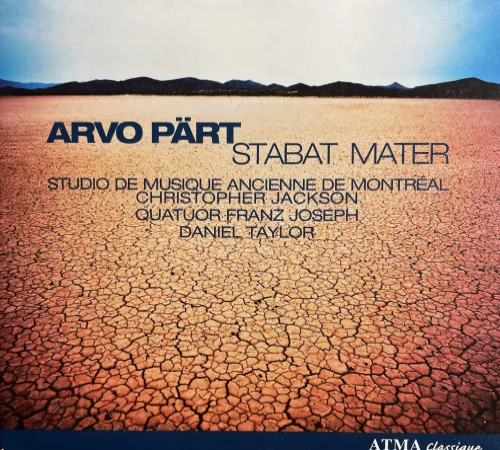 ARVO PÄRT
STABAT MATER
STUDIO DE MUSIQUE ANCIENNE DE MONTRÉAL
CHRISTOPHER JACKSON
QUATUOR FRANZ JOSEPH
DANIEL TAYLOR
ATMA Classique